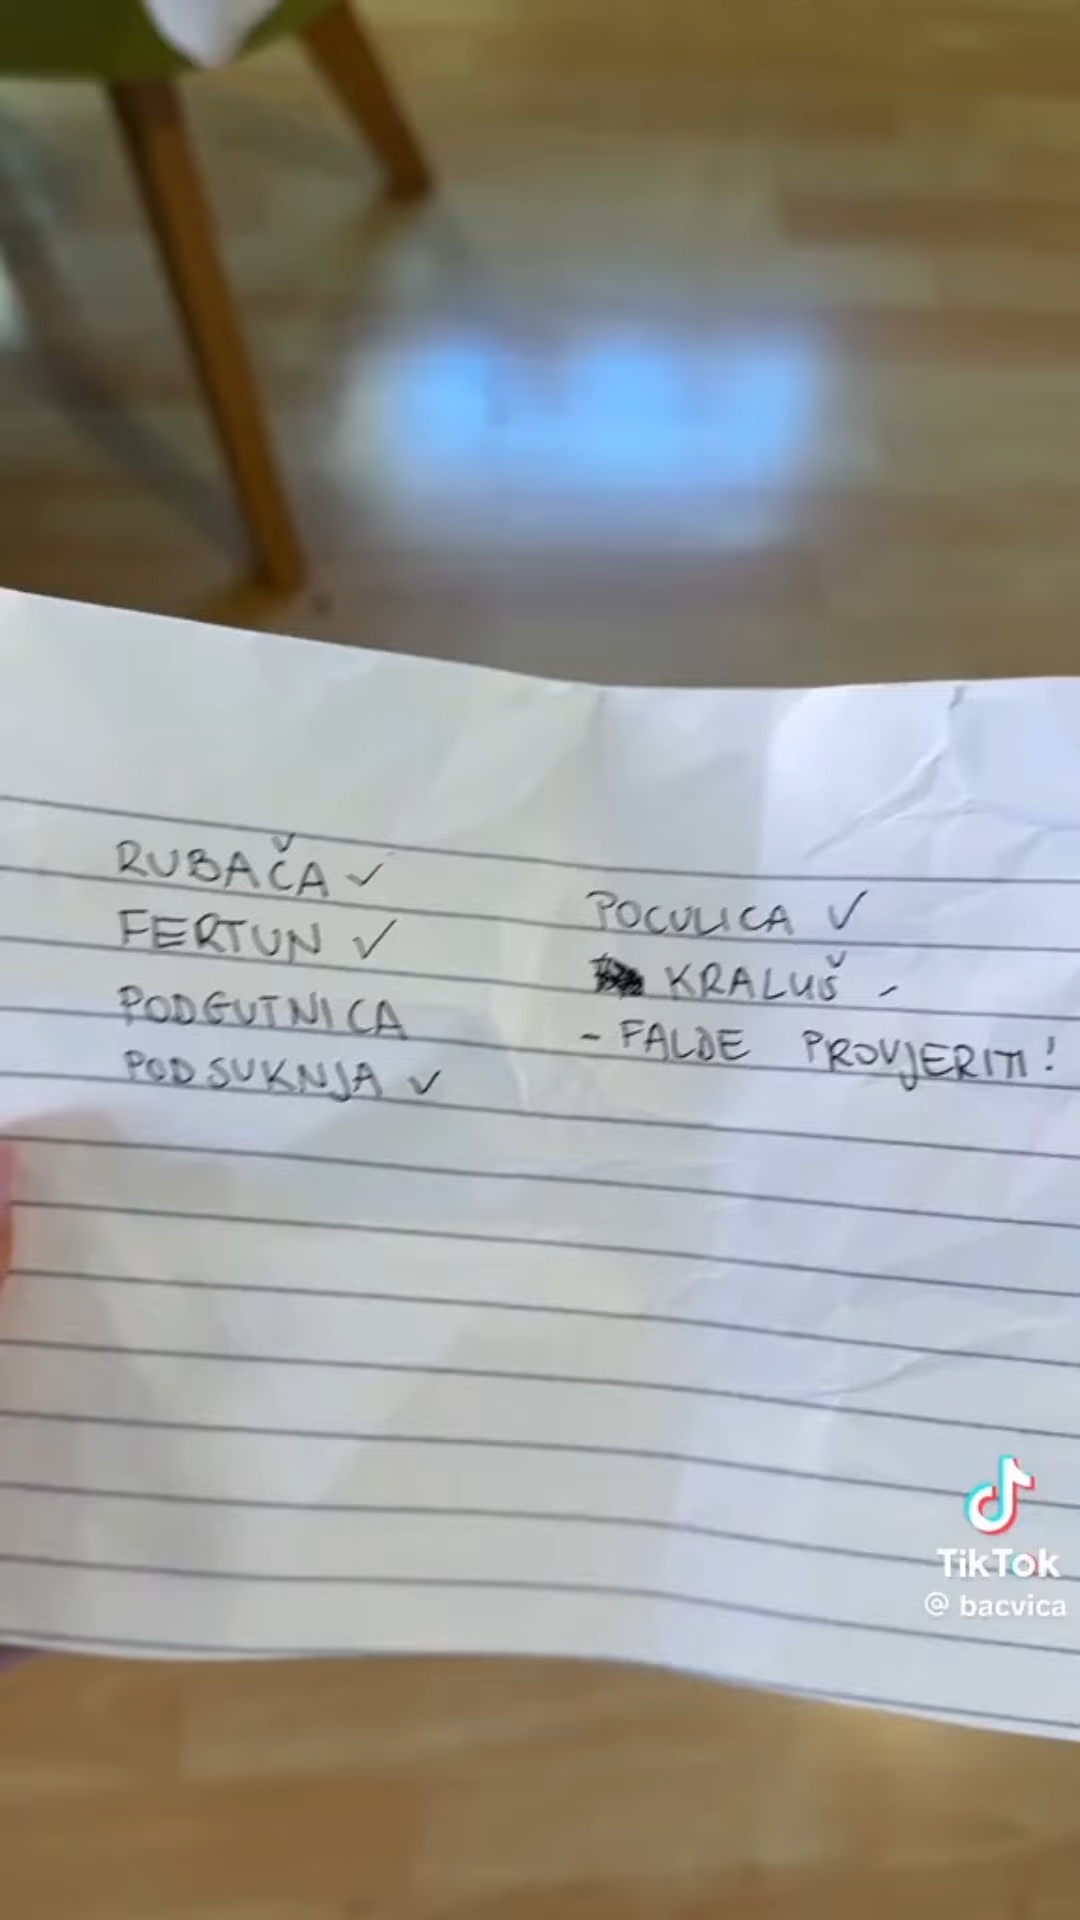 RUBAČA ✓
FERTUN ✓
PODGUTNICA
PODSUKNJA ✓
POCULICA ✓
KRALUŠ -
- FALDE PROVJERITI!
TikTok
@ bacvica